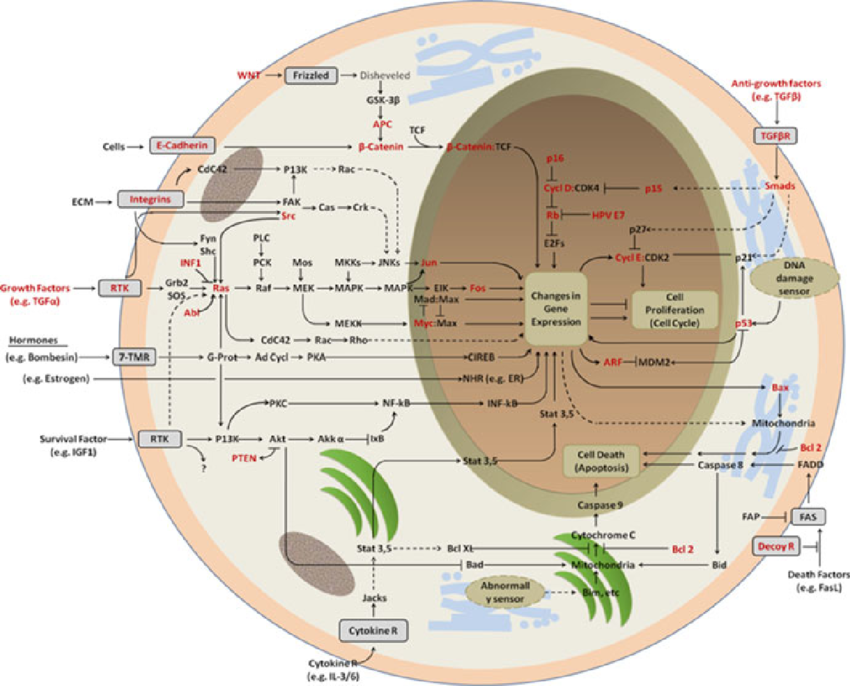 WNT
Frizzled
Disheveled
GSK-3β
APC
β-Catenin
TCF
β-Catenin:TCF
Anti-growth factors
(e.g. TGFβ)
TGFβR
Smads
Cells
E-Cadherin
CdC42
P13K
Rac
ECM
Integrins
FAK
Src
Cas
Crk
p16
Cycl D:CDK4
p15
Rb
HPV E7
E2Fs
p27
Cycl E:CDK2
p21
DNA
damage
sensor
Fyn
Shc
PLC
INF1
PCK
Mos
MKKs
JNKs
Jun
Growth Factors
(e.g. TGFα)
RTK
Grb2
SOS
Ras
Raf
MEK
MAPK
MAPK
EIK
Fos
Abl
Mad:Max
MEKK
Myc:Max
Changes in
Gene
Expression
Cell
Proliferation
(Cell Cycle)
p53
CdC42
Rac
Rho
Hormones
(e.g. Bombesin)
7-TMR
G-Prot
Ad Cycl
PKA
CIREB
ARF
MDM2
(e.g. Estrogen)
NHR (e.g. ER)
Bax
PKC
NF-kB
INF-kB
Stat 3,5
Mitochondria
Survival Factor
(e.g. IGF1)
RTK
P13K
Akt
Akk α
IxB
?
PTEN
Stat 3,5
Cell Death
(Apoptosis)
Bcl 2
Caspase 8
FADD
Caspase 9
FAP
FAS
Cytochrome C
Stat 3,5
Bcl XL
Bcl 2
Decoy R
Bad
Mitochondria
Bid
Death Factors
(e.g. FasL)
Abnormall
y sensor
Bim, etc
Jacks
Cytokine R
Cytokine R
(e.g. IL-3/6)